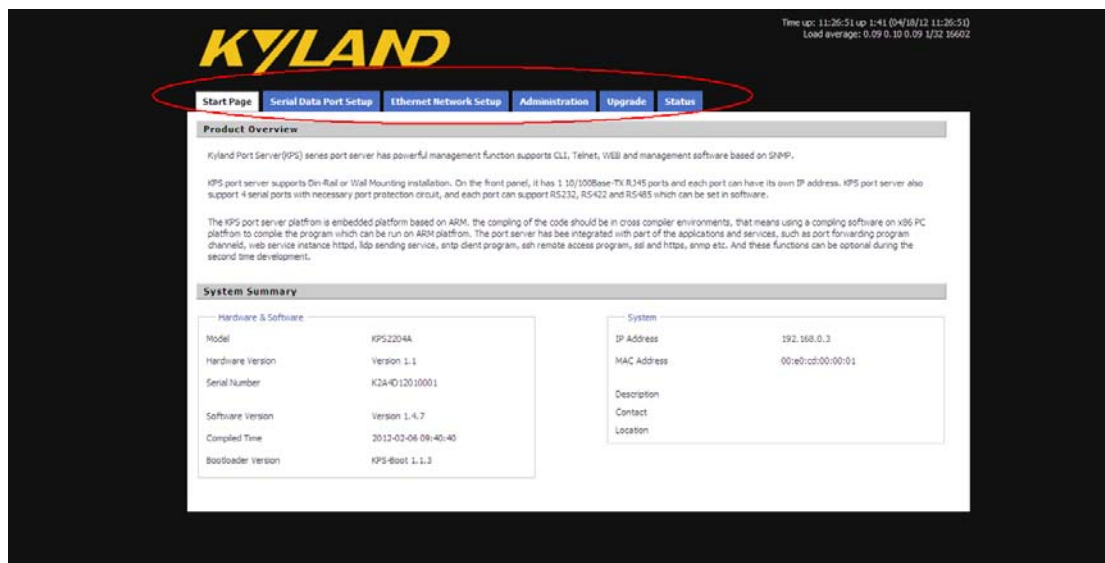 Time up: 11:26:51 up 1:41 (04/18/12 11:26:51)
Load average: 0.09 0.10 0.09 1/32 16602
KYLAND
Start Page Serial Data Port Setup Ethernet Network Setup Administration Upgrade Status
Product Overview
Kyland Port Server(KPS) series port server has powerful management function supports CLI, Telnet, WEB and management software based on SNMP.
KPS port server supports Din-Rail or Wall Mounting installation. On the front panel, it has 1 10/100Base-TX RJ45 ports and each port can have its own IP address. KPS port server also
support 4 serial ports with necessary port protection circuit, and each port can support RS232, RS422 and RS485 which can be set in software.
The KPS port server platfrom is embedded platform based on ARM. the compling of the code should be in cross compiler environments, that means using a compling software on x86 PC
platfrom to complie the program which can be run on ARM platfrom. The port server has bee integrated with part of the applications and services, such as port forwarding program
channeld, web service instance httpd, lldp sending service, sntp client program, ssh remote access program, ssl and https, snmp etc. And these functions can be optional during the
second time development.
System Summary
Hardware & Software
Model KPS2204A
Hardware Version Version 1.1
Serial Number K2A4D12010001
Software Version Version 1.4.7
Compiled Time 2012-02-06 09:40:40
Bootloader Version KPS-Boot 1.1.3
System
IP Address 192.168.0.3
MAC Address 00:e0:cd:00:00:01
Description
Contact
Location